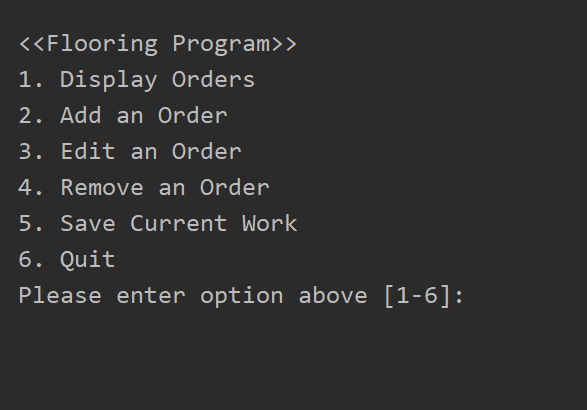 <<Flooring Program>>
1. Display Orders
2. Add an Order
3. Edit an Order
4. Remove an Order
5. Save Current Work
6. Quit
Please enter option above [1-6]: